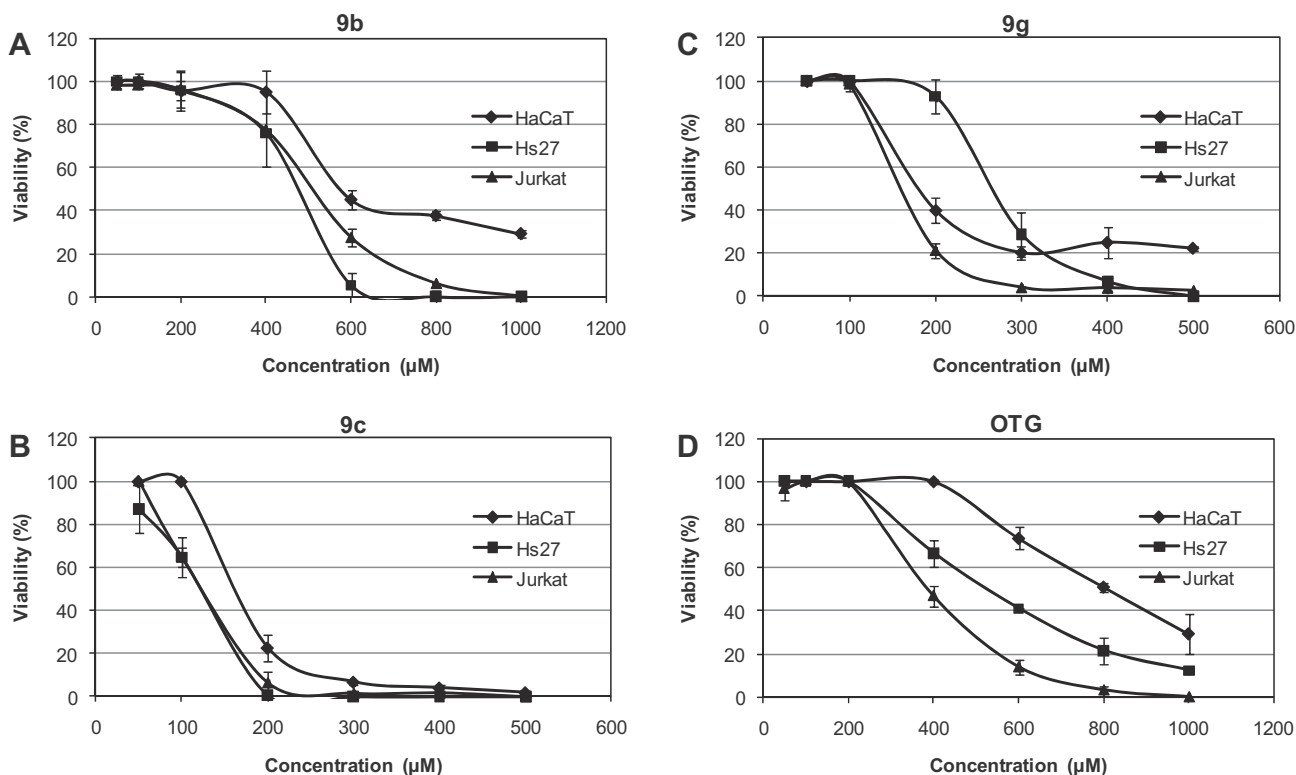 A
9b
120
100
80
60
40
20
0
Viability (%)
HaCaT
Hs27
Jurkat
0 200 400 600 800 1000 1200
Concentration (µM)
C
9g
120
100
80
60
40
20
0
Viability (%)
HaCaT
Hs27
Jurkat
0 100 200 300 400 500 600
Concentration (µM)
B
9c
120
100
80
60
40
20
0
Viability (%)
HaCaT
Hs27
Jurkat
0 100 200 300 400 500 600
Concentration (µM)
D
OTG
120
100
80
60
40
20
0
Viability (%)
HaCaT
Hs27
Jurkat
0 200 400 600 800 1000 1200
Concentration (µM)